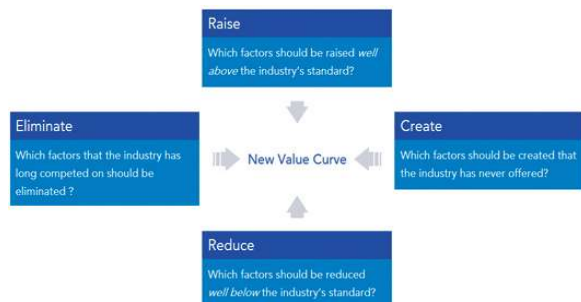 Raise
Which factors should be raised well
above the industry's standard?
Eliminate
Which factors that the industry has
long competed on should be
eliminated ?
New Value Curve
Create
Which factors should be created that
the industry has never offered?
Reduce
Which factors should be reduced
well below the industry's standard?